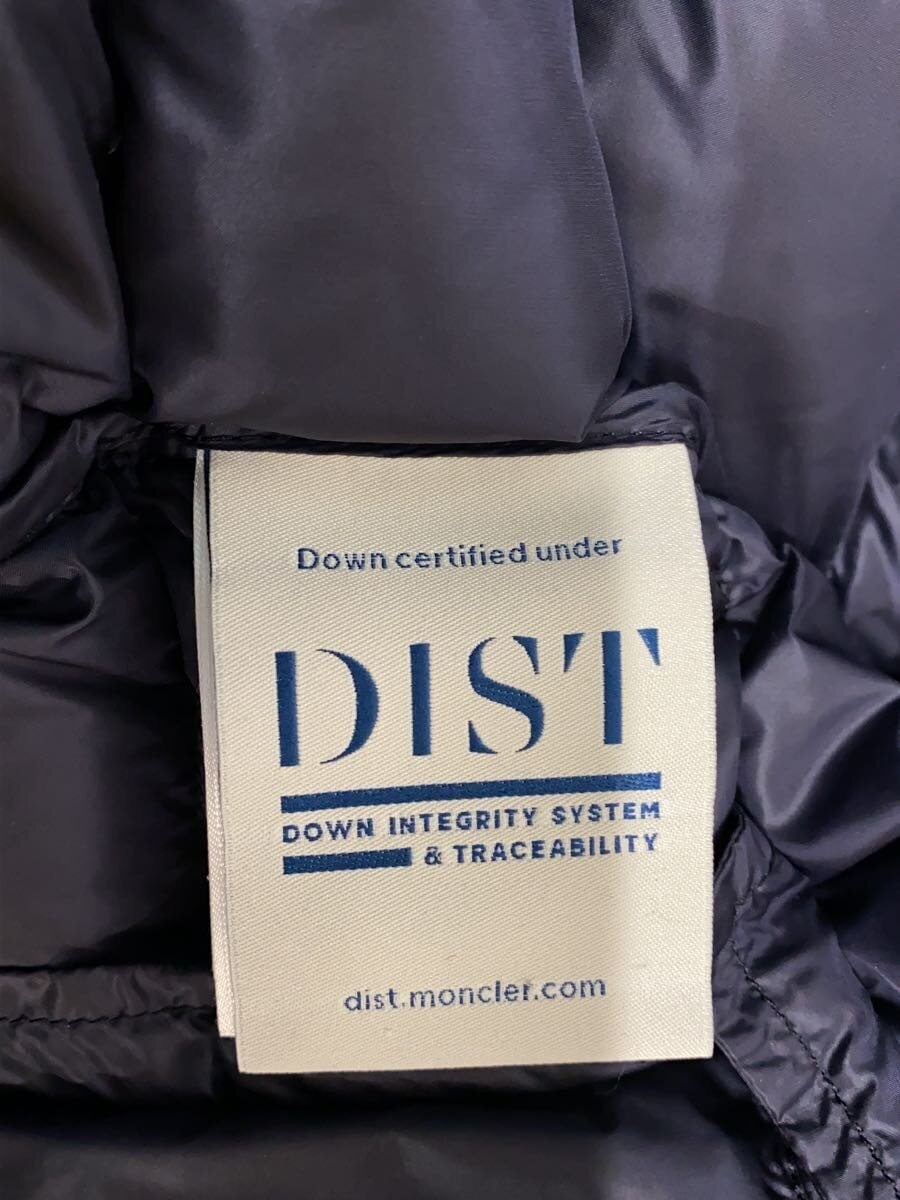 Down certified under
DIST
DOWN INTEGRITY SYSTEM
& TRACEABILITY
dist.moncler.com